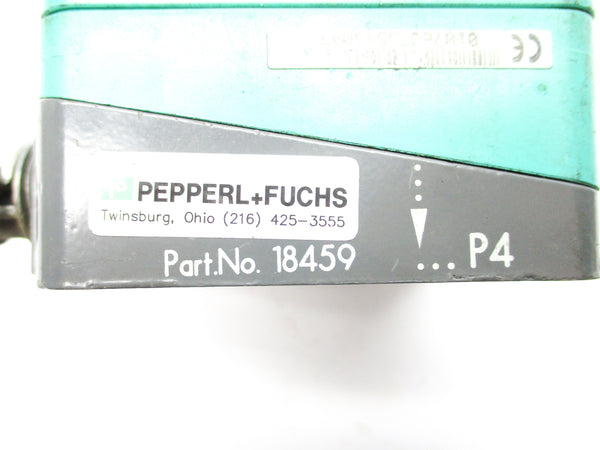 CE
PEPPERL+FUCHS
Twinsburg, Ohio (216) 425-3555
Part.No. 18459
... P4